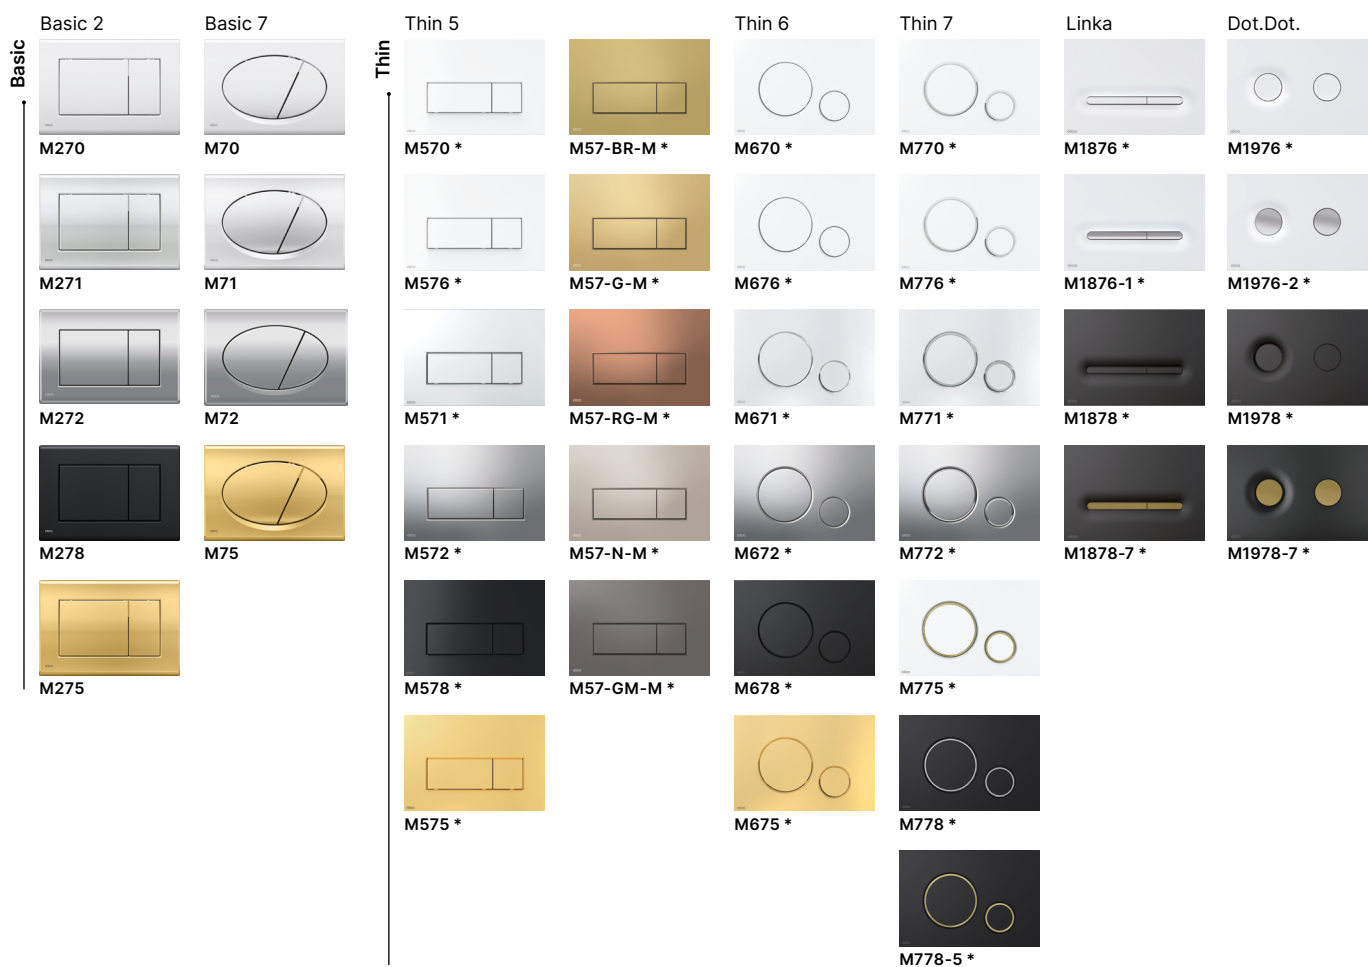 Basic 2
Basic 7
Thin 5
Thin 6
Thin 7
Linka
Dot.Dot.
Basic
Thin
M270
M70
M570 *
M57-BR-M *
M670 *
M770 *
M1876 *
M1976 *
M271
M71
M576 *
M57-G-M *
M676 *
M776 *
M1876-1 *
M1976-2 *
M272
M72
M571 *
M57-RG-M *
M671 *
M771 *
M1878 *
M1978 *
M278
M75
M572 *
M57-N-M *
M672 *
M772 *
M1878-7 *
M1978-7 *
M275
M578 *
M57-GM-M *
M678 *
M775 *
M575 *
M675 *
M778 *
M778-5 *